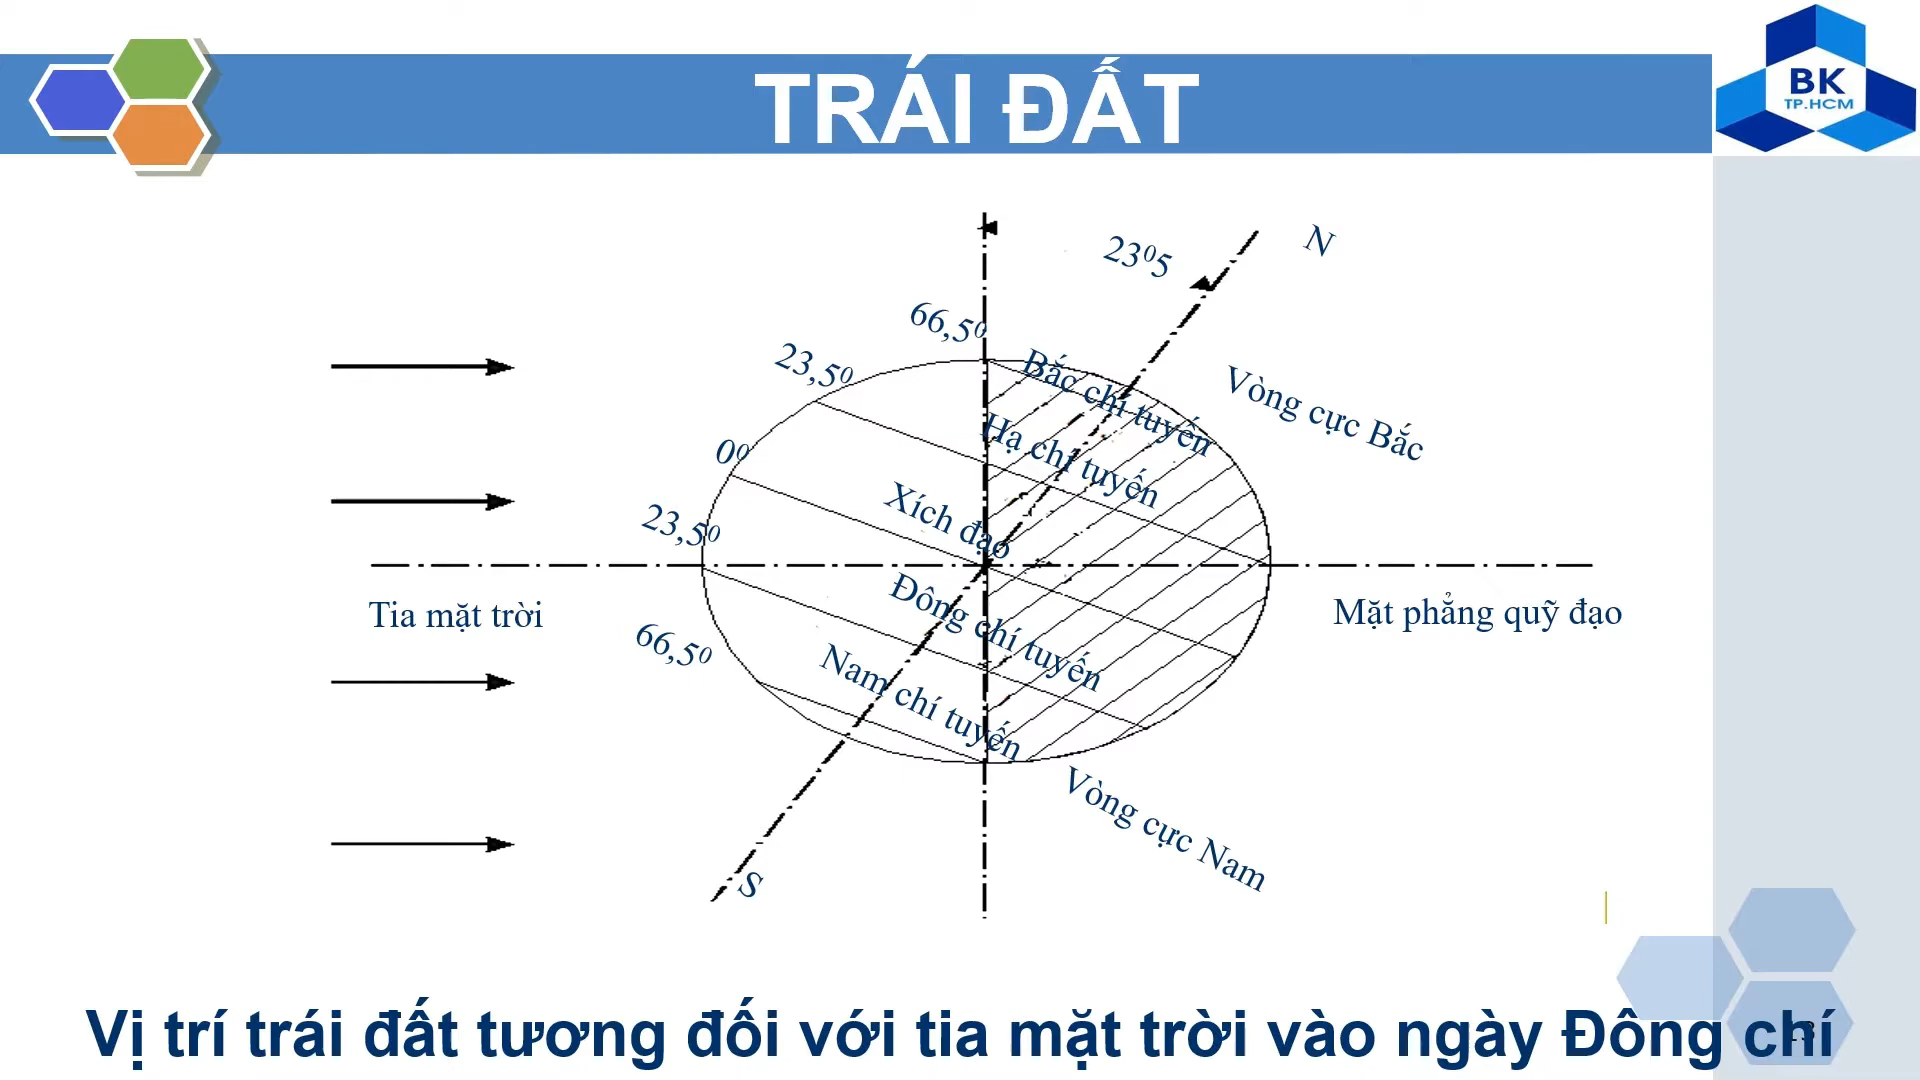 TRÁI ĐẤT
BK
TP.HCM
N
23⁰5
66,5⁰
23,5⁰
Bắc chí tuyến
Vòng cực Bắc
Hạ chí tuyến
0⁰
Xích đạo
23,5⁰
Tia mặt trời
Đông chí tuyến
Mặt phẳng quỹ đạo
66,5⁰
Nam chí tuyến
Vòng cực Nam
S
Vị trí trái đất tương đối với tia mặt trời vào ngày Đông chí